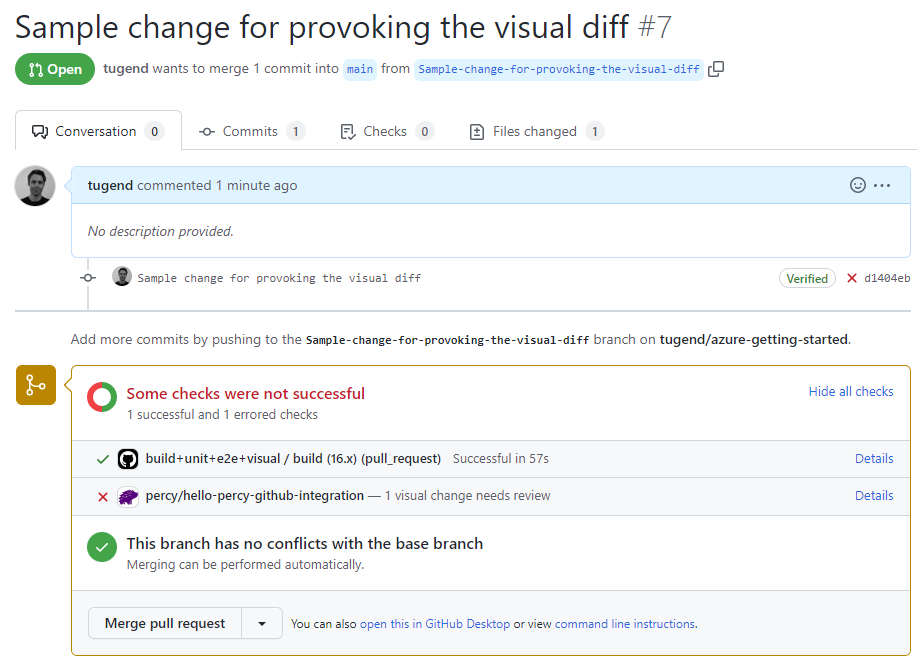 Sample change for provoking the visual diff #7
Open tugend wants to merge 1 commit into main from Sample-change-for-provoking-the-visual-diff
Conversation 0 Commits 1 Checks 0 Files changed 1
tugend commented 1 minute ago
No description provided.
Sample change for provoking the visual diff Verified d1404eb
Add more commits by pushing to the Sample-change-for-provoking-the-visual-diff branch on tugend/azure-getting-started.
Some checks were not successful Hide all checks
1 successful and 1 errored checks
build+unit+e2e+visual / build (16.x) (pull_request) Successful in 57s Details
percy/hello-percy-github-integration — 1 visual change needs review Details
This branch has no conflicts with the base branch
Merging can be performed automatically.
Merge pull request You can also open this in GitHub Desktop or view command line instructions.